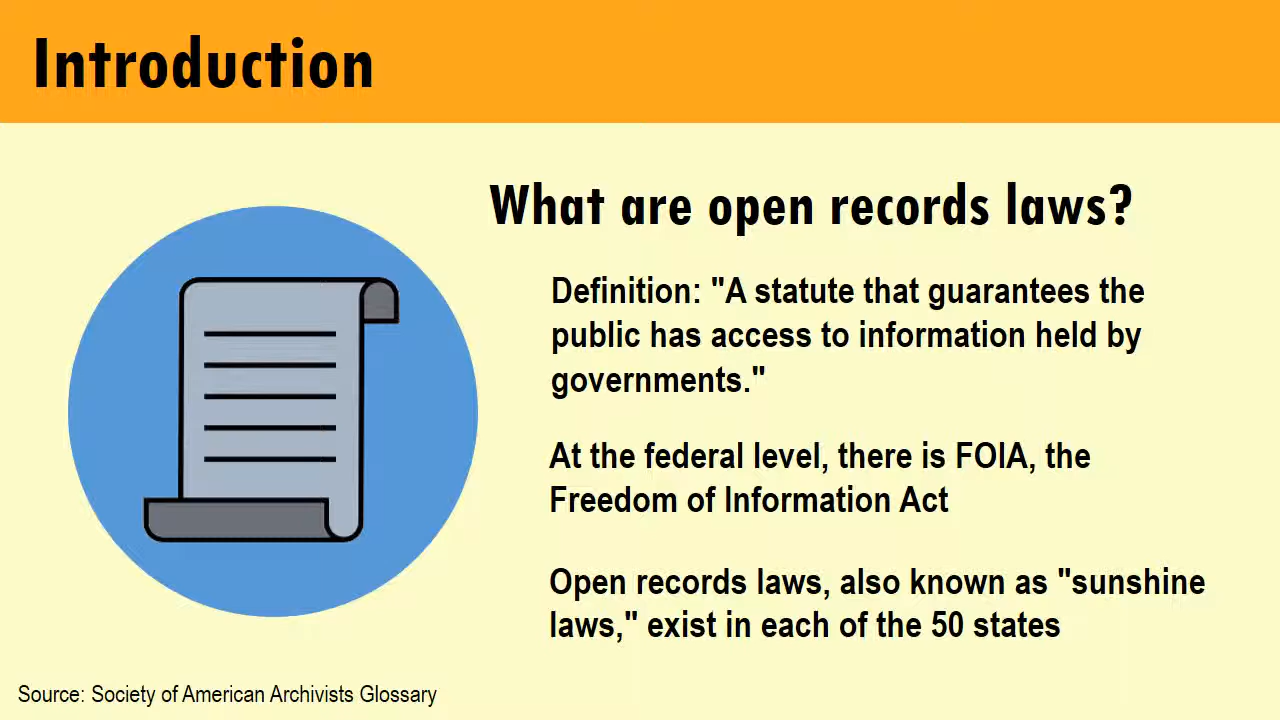 Introduction
What are open records laws?
Definition: "A statute that guarantees the
public has access to information held by
governments."
At the federal level, there is FOIA, the
Freedom of Information Act
Open records laws, also known as "sunshine
laws," exist in each of the 50 states
Source: Society of American Archivists Glossary